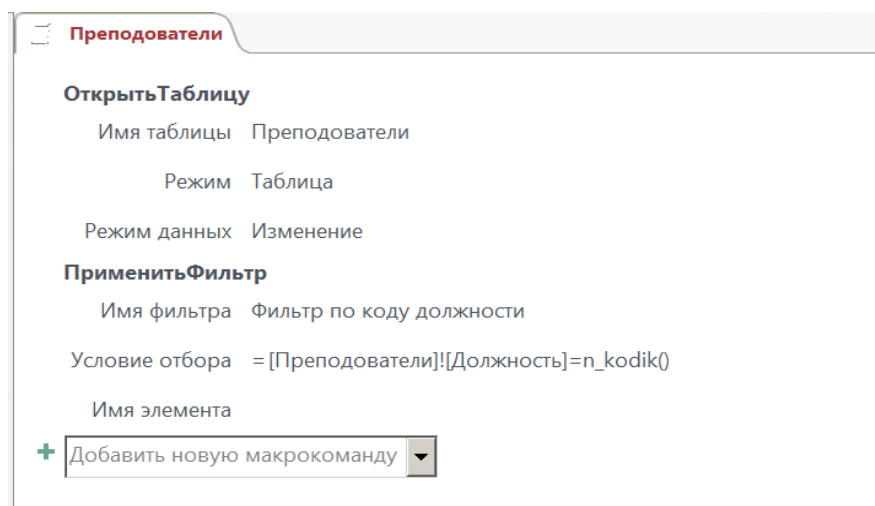 Преподователи
ОткрытьТаблицу
Имя таблицы Преподователи
Режим Таблица
Режим данных Изменение
ПрименитьФильтр
Имя фильтра Фильтр по коду должности
Условие отбора =[Преподователи]![Должность]=n_kodik()
Имя элемента
Добавить новую макрокоманду